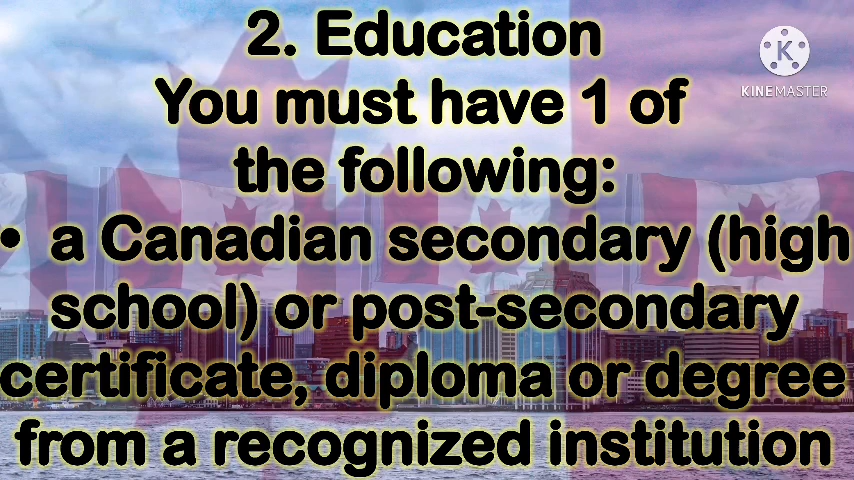 2. Education
You must have 1 of
the following:
• a Canadian secondary (high
school) or post-secondary
certificate, diploma or degree
from a recognized institution
K
KINEMASTER